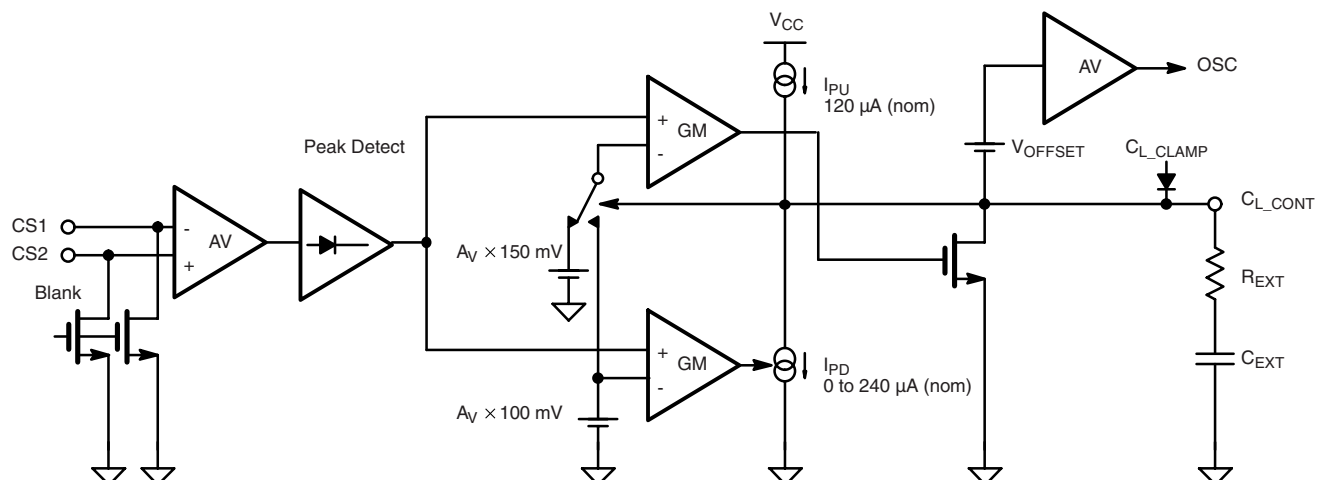 V_CC
AV
OSC
I_PU
120 µA (nom)
+
GM
-
Peak Detect
V_OFFSET
C_L_CLAMP
C_L_CONT
CS1
-
AV
CS2
+
A_V × 150 mV
Blank
R_EXT
+
GM
-
I_PD
0 to 240 µA (nom)
C_EXT
A_V × 100 mV